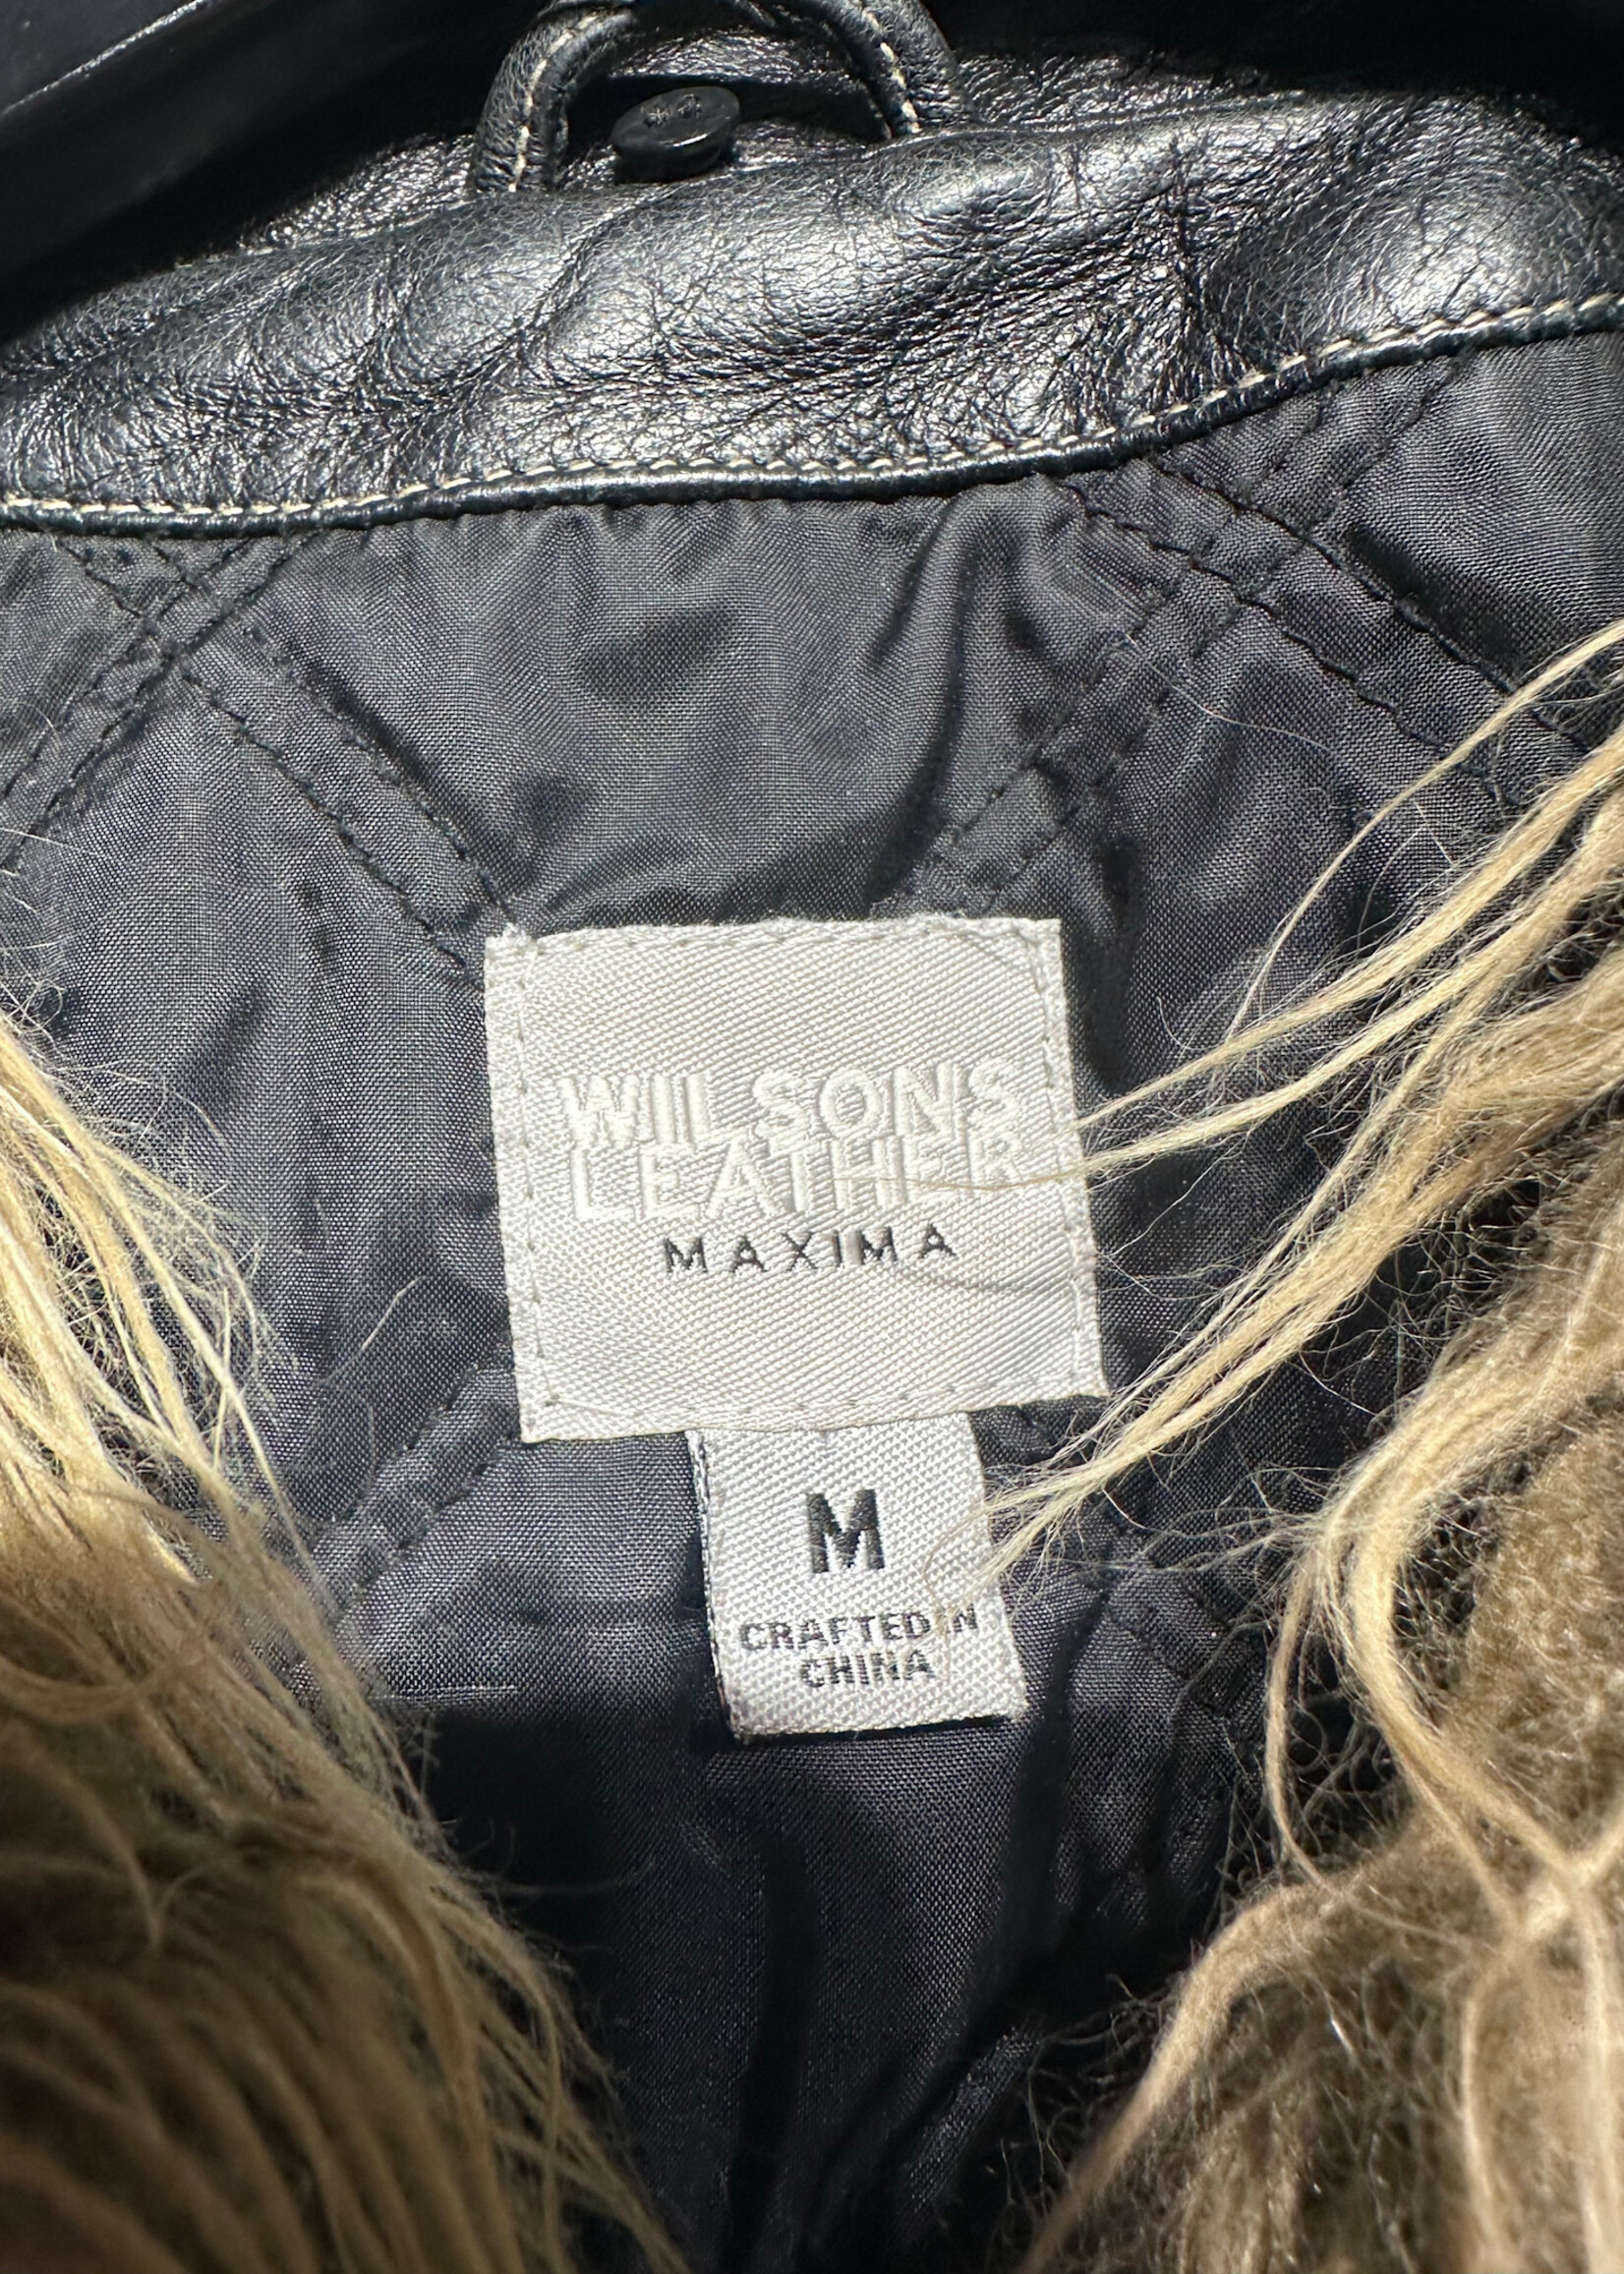 WILSONS
LEATHER
MAXIMA
M
CRAFTED IN
CHINA